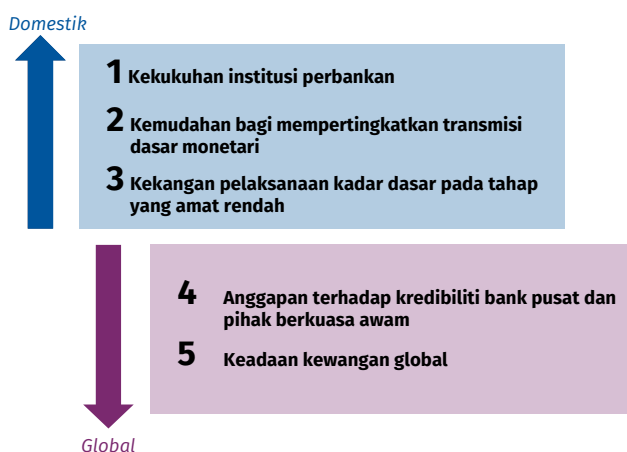 Domestik
1 Kekukuhan institusi perbankan
2 Kemudahan bagi mempertingkatkan transmisi
dasar monetari
3 Kekangan pelaksanaan kadar dasar pada tahap
yang amat rendah
4 Anggapan terhadap kredibiliti bank pusat dan
pihak berkuasa awam
5 Keadaan kewangan global
Global